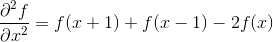 ∂²f/∂x² = f(x + 1) + f(x − 1) − 2f(x)